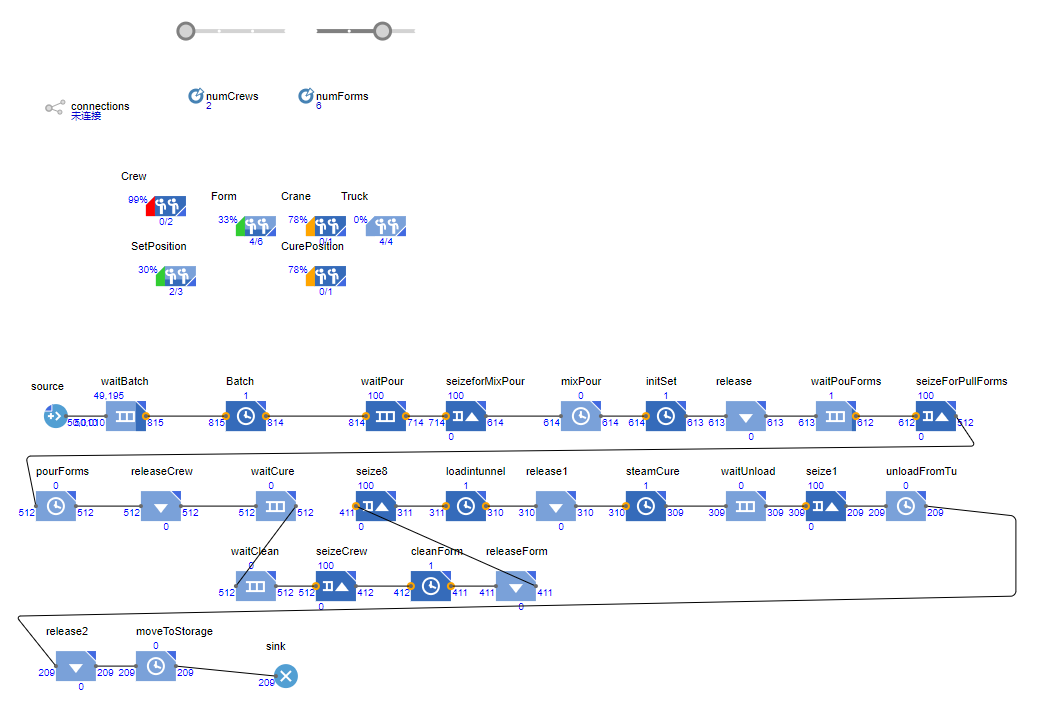 numCrews
2
numForms
6
connections
未连接
Crew
99%
0/2
Form
33%
4/6
Crane
78%
0/1
Truck
0%
4/4
SetPosition
30%
2/3
CurePosition
78%
0/1
source
waitBatch
49,195
815
Batch
1
815
814
waitPour
100
814
714
seizeforMixPour
100
714
614
0
mixPour
0
614
614
initSet
1
614
613
release
613
613
0
waitPouForms
1
613
612
seizeForPullForms
100
612
512
0
pourForms
0
512
512
releaseCrew
512
512
0
waitCure
0
512
512
seize8
100
411
311
0
loadintunnel
1
311
310
release1
310
310
0
steamCure
1
310
309
waitUnload
0
309
309
seize1
100
309
209
0
unloadFromTu
0
209
209
waitClean
0
512
512
seizeCrew
100
512
412
0
cleanForm
1
412
411
releaseForm
411
411
0
release2
209
209
0
moveToStorage
0
209
209
sink
209